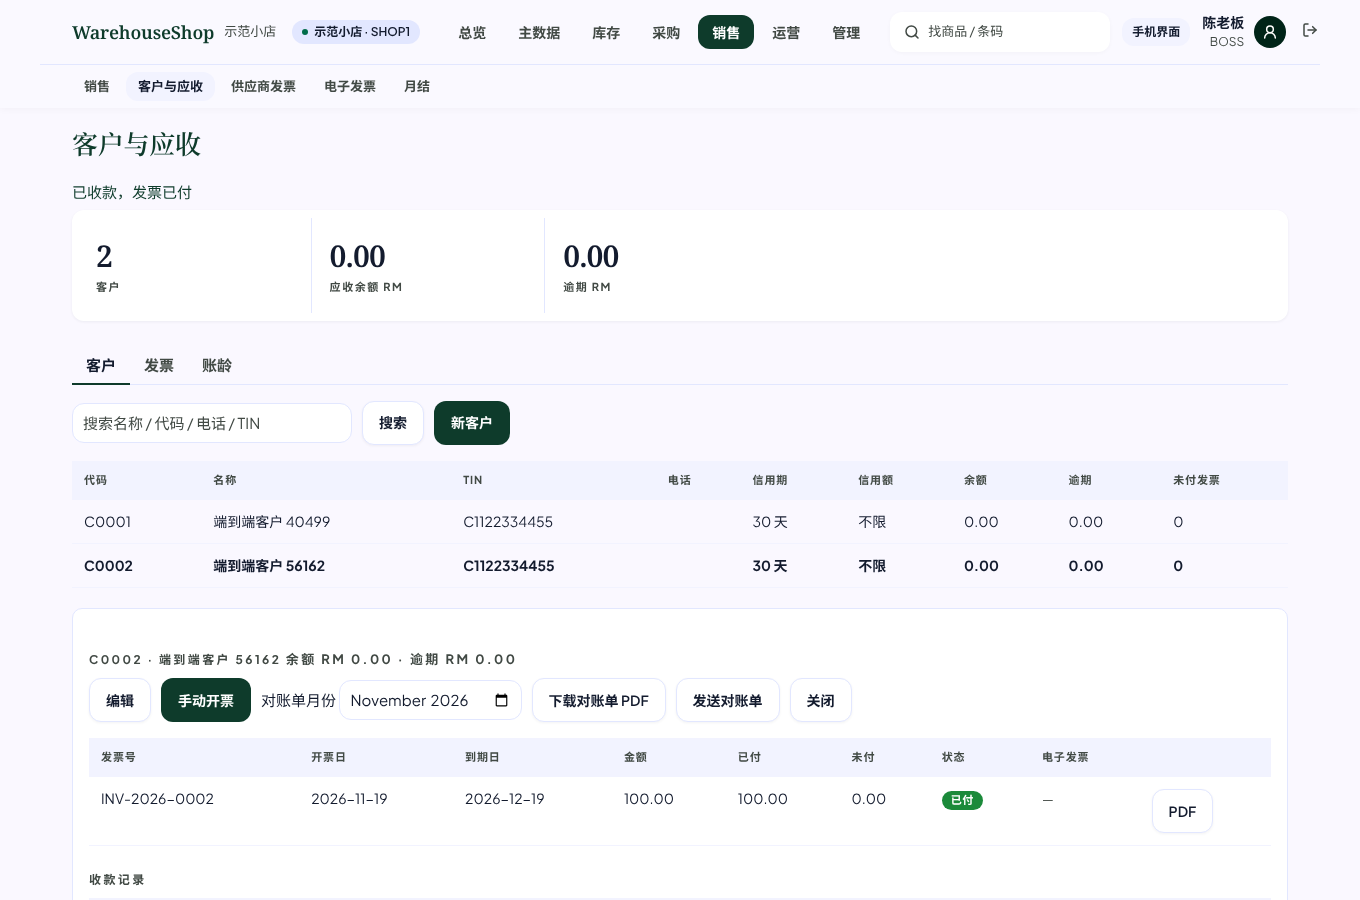 WarehouseShop 示范小店 示范小店 · SHOP1 总览 主数据 库存 采购 销售 运营 管理 找商品 / 条码 手机界面 陈老板 BOSS
销售 客户与应收 供应商发票 电子发票 月结
客户与应收
已收款，发票已付
2 0.00 0.00
客户 应收余额 RM 逾期 RM
客户 发票 账龄
搜索名称 / 代码 / 电话 / TIN 搜索 新客户
代码 名称 TIN 电话 信用期 信用额 余额 逾期 未付发票
C0001 端到端客户 40499 C1122334455 30 天 不限 0.00 0.00 0
C0002 端到端客户 56162 C1122334455 30 天 不限 0.00 0.00 0
C0002 · 端到端客户 56162 余额 RM 0.00 · 逾期 RM 0.00
编辑 手动开票 对账单月份 November 2026 下载对账单 PDF 发送对账单 关闭
发票号 开票日 到期日 金额 已付 未付 状态 电子发票
INV-2026-0002 2026-11-19 2026-12-19 100.00 100.00 0.00 已付 — PDF
收款记录